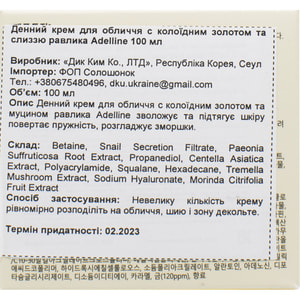 Денний крем для обличчя с колоїдним золотом та
слиззю равлика Adelline 100 мл
Виробник: «Дик Ким Ко., ЛТД», Республіка Корея, Сеул
Імпортер: ФОП Солошонок
Тел.: +380675480496, dku.ukraine@gmail.com
Об'єм: 100 мл
Опис Денний крем для обличчя с колоїдним золотом та
муцином равлика Adelline зволожує та підтягує шкіру
повертає пружність, розгладжує зморшки.
Склад: Betaine, Snail Secretion Filtrate, Paeonia
Suffruticosa Root Extract, Propanediol, Centella Asiatica
Extract, Polyacrylamide, Squalane, Hexadecane, Tremella
Mushroom Extract, Sodium Hyaluronate, Morinda Citrifolia
Fruit Extract
Спосіб застосування: Невелику кількість крему
рівномірно розподіліть на обличчя, шию і зону декольте.
Термін придатності: 02.2023